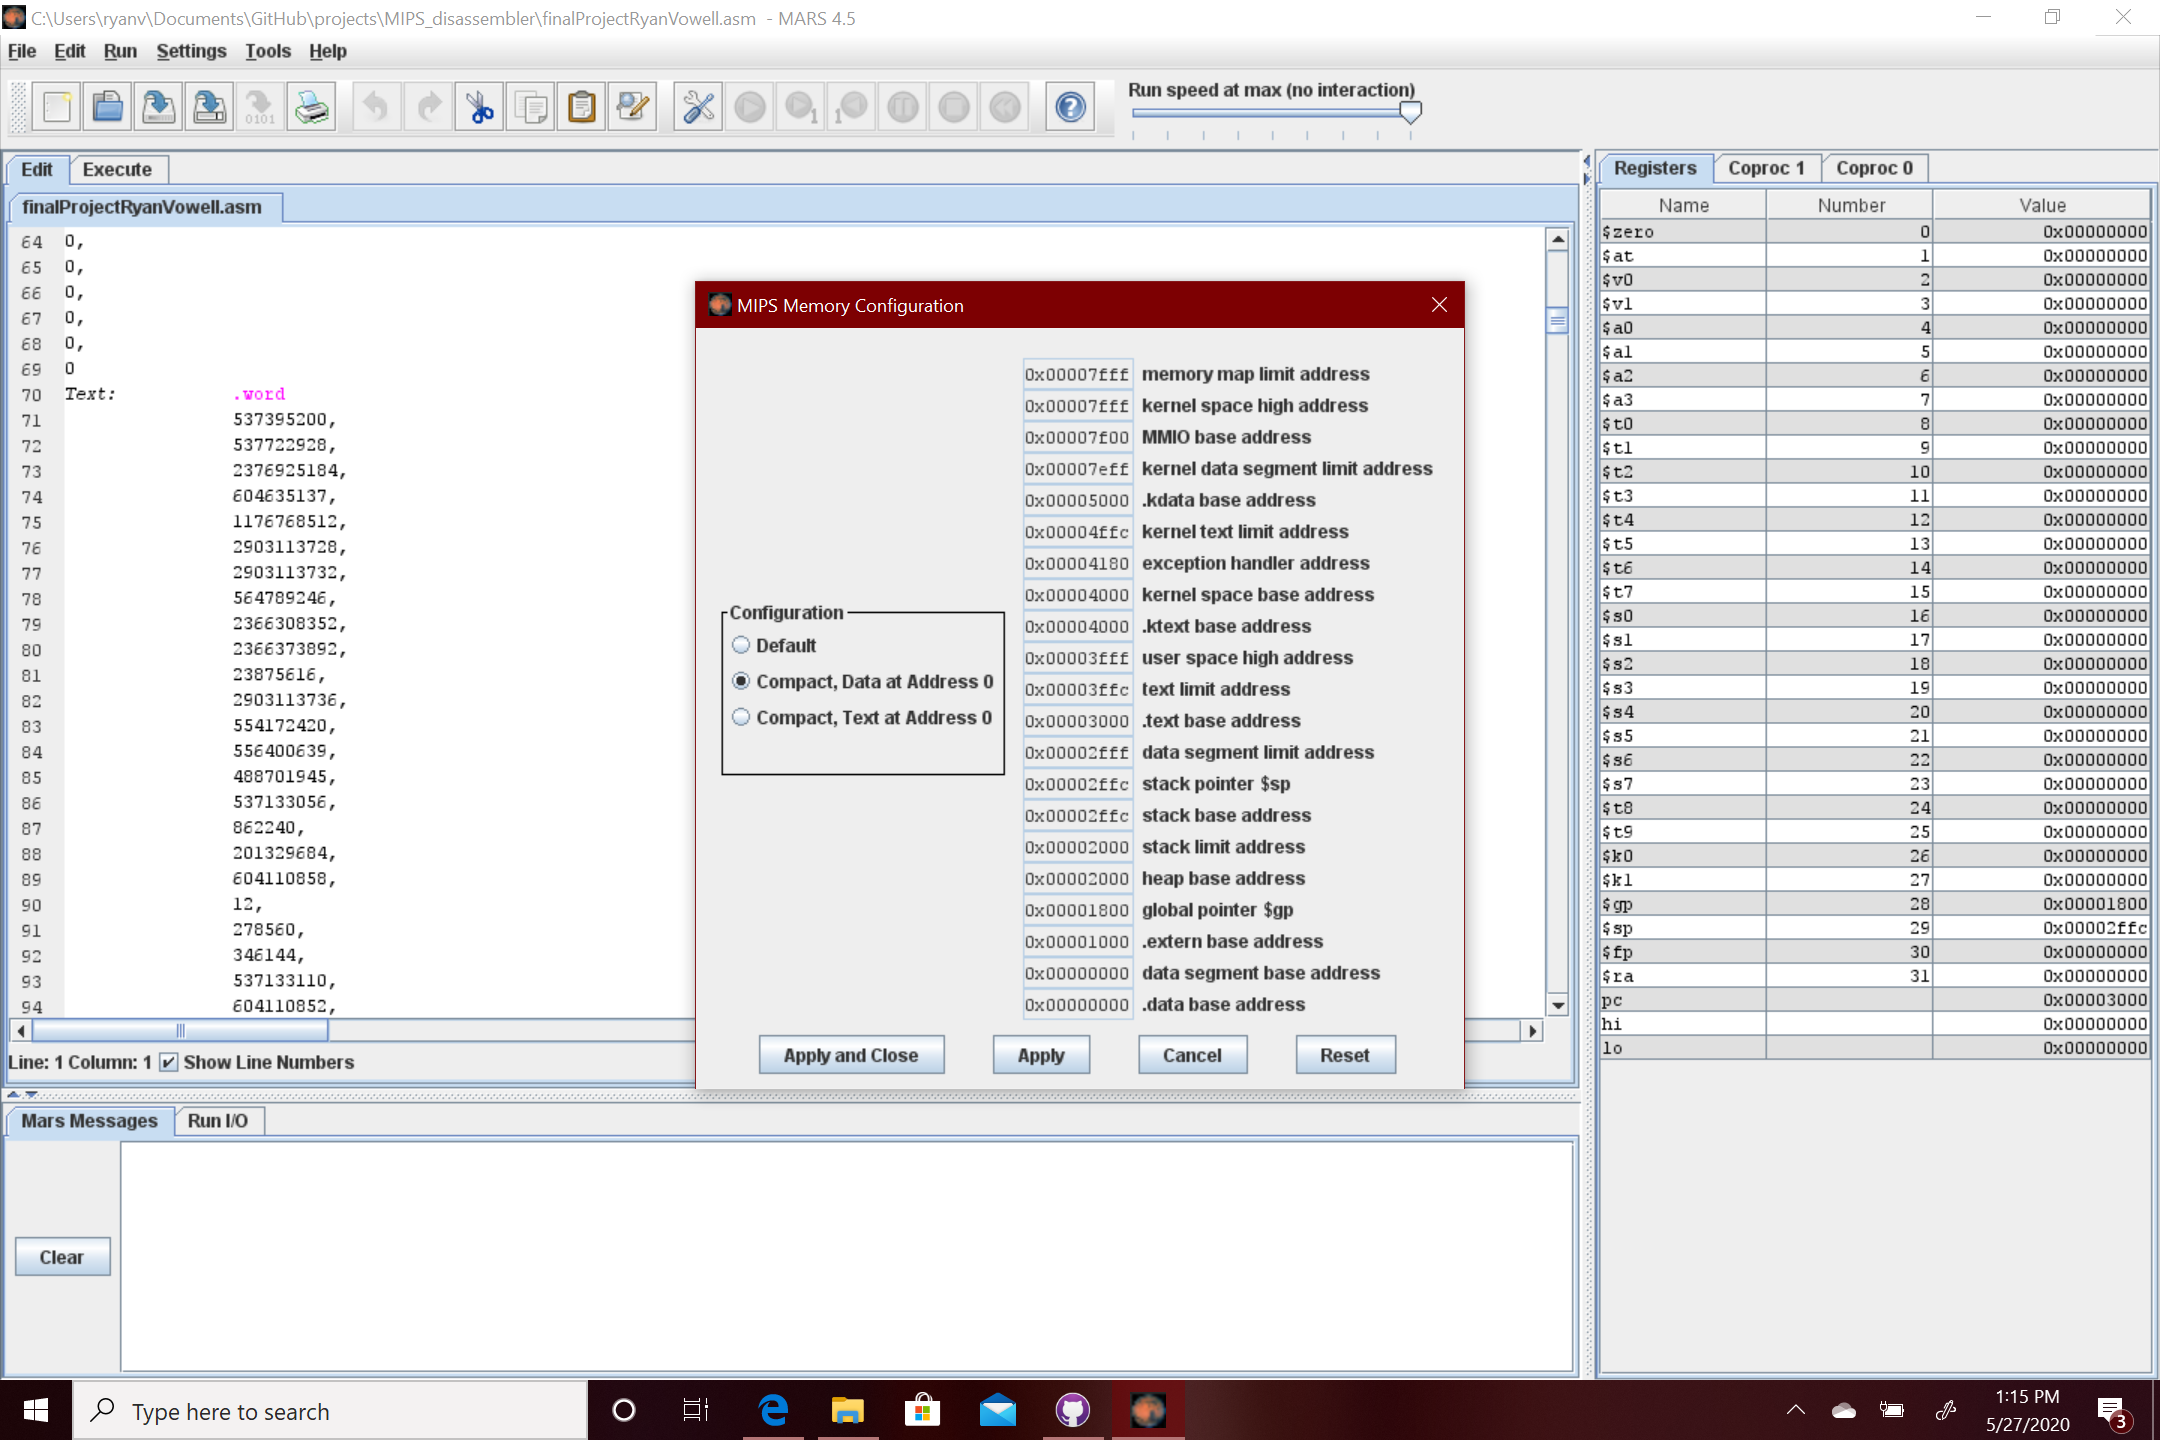 C:\Users\ryanv\Documents\GitHub\projects\MIPS_disassembler\finalProjectRyanVowell.asm - MARS 4.5
File Edit Run Settings Tools Help
Run speed at max (no interaction)
Edit Execute
finalProjectRyanVowell.asm
64 0,
65 0,
66 0,
67 0,
68 0,
69 0
70 Text: .word
71 537395200,
72 537722928,
73 2376925184,
74 604635137,
75 1176768512,
76 2903113728,
77 2903113732,
78 564789246,
79 2366308352,
80 2366373892,
81 23875616,
82 2903113736,
83 554172420,
84 556400639,
85 488701945,
86 537133056,
87 862240,
88 201329684,
89 604110858,
90 12,
91 278560,
92 346144,
93 537133110,
94 604110852,
Line: 1 Column: 1 Show Line Numbers
MIPS Memory Configuration
Configuration
Default
Compact, Data at Address 0
Compact, Text at Address 0
0x00007fff memory map limit address
0x00007fff kernel space high address
0x00007f00 MMIO base address
0x00007eff kernel data segment limit address
0x00005000 .kdata base address
0x00004ffc kernel text limit address
0x00004180 exception handler address
0x00004000 kernel space base address
0x00004000 .ktext base address
0x00003fff user space high address
0x00003ffc text limit address
0x00003000 .text base address
0x00002fff data segment limit address
0x00002ffc stack pointer $sp
0x00002ffc stack base address
0x00002000 stack limit address
0x00002000 heap base address
0x00001800 global pointer $gp
0x00001000 .extern base address
0x00000000 data segment base address
0x00000000 .data base address
Apply and Close Apply Cancel Reset
Registers Coproc 1 Coproc 0
Name Number Value
$zero 0 0x00000000
$at 1 0x00000000
$v0 2 0x00000000
$v1 3 0x00000000
$a0 4 0x00000000
$a1 5 0x00000000
$a2 6 0x00000000
$a3 7 0x00000000
$t0 8 0x00000000
$t1 9 0x00000000
$t2 10 0x00000000
$t3 11 0x00000000
$t4 12 0x00000000
$t5 13 0x00000000
$t6 14 0x00000000
$t7 15 0x00000000
$s0 16 0x00000000
$s1 17 0x00000000
$s2 18 0x00000000
$s3 19 0x00000000
$s4 20 0x00000000
$s5 21 0x00000000
$s6 22 0x00000000
$s7 23 0x00000000
$t8 24 0x00000000
$t9 25 0x00000000
$k0 26 0x00000000
$k1 27 0x00000000
$gp 28 0x00001800
$sp 29 0x00002ffc
$fp 30 0x00000000
$ra 31 0x00000000
pc 0x00003000
hi 0x00000000
lo 0x00000000
Mars Messages Run I/O
Clear
Type here to search
1:15 PM
5/27/2020
3